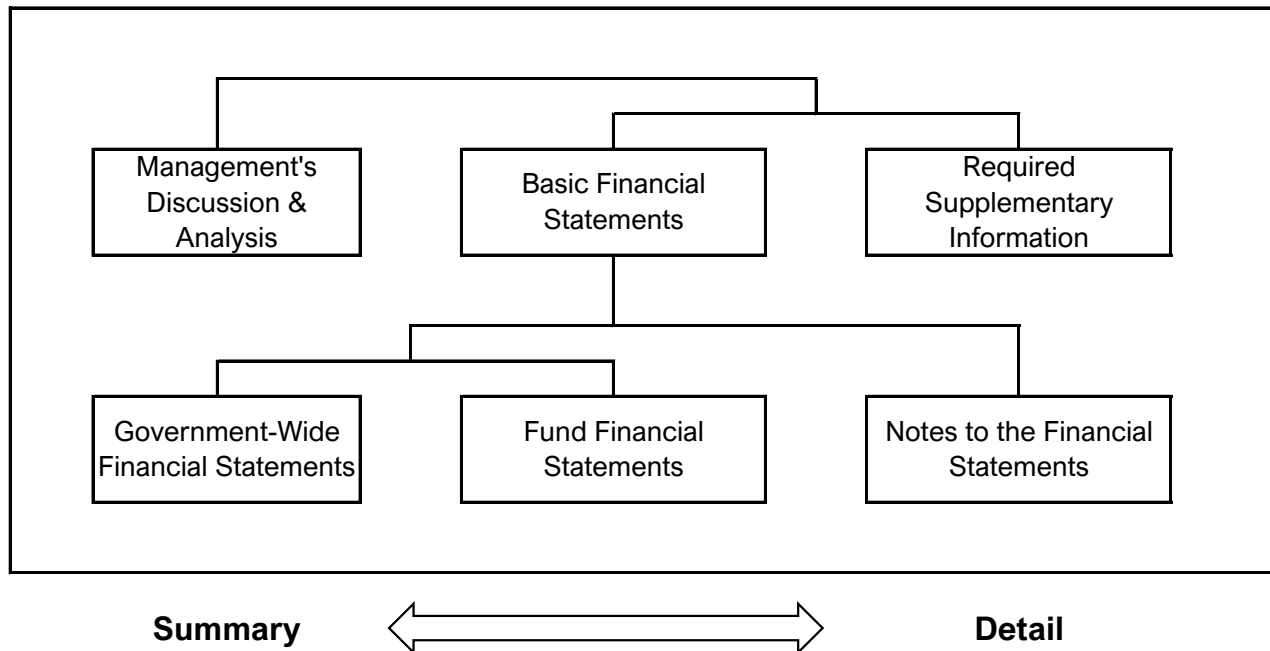 Management's
Discussion &
Analysis
Basic Financial
Statements
Required
Supplementary
Information
Government-Wide
Financial Statements
Fund Financial
Statements
Notes to the Financial
Statements
Summary
Detail